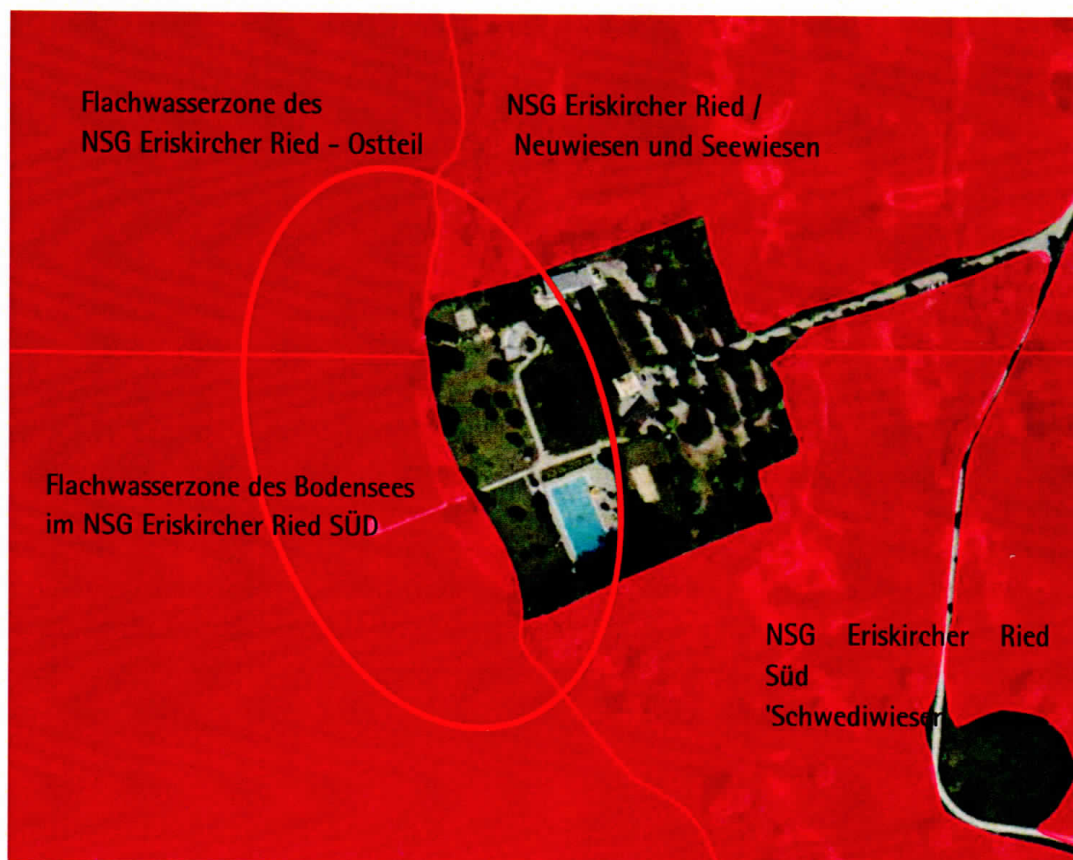 Flachwasserzone des
NSG Eriskircher Ried - Ostteil
NSG Eriskircher Ried /
Neuwiesen und Seewiesen
Flachwasserzone des Bodensees
im NSG Eriskircher Ried SÜD
NSG Eriskircher Ried
Süd
'Schwediwiesen